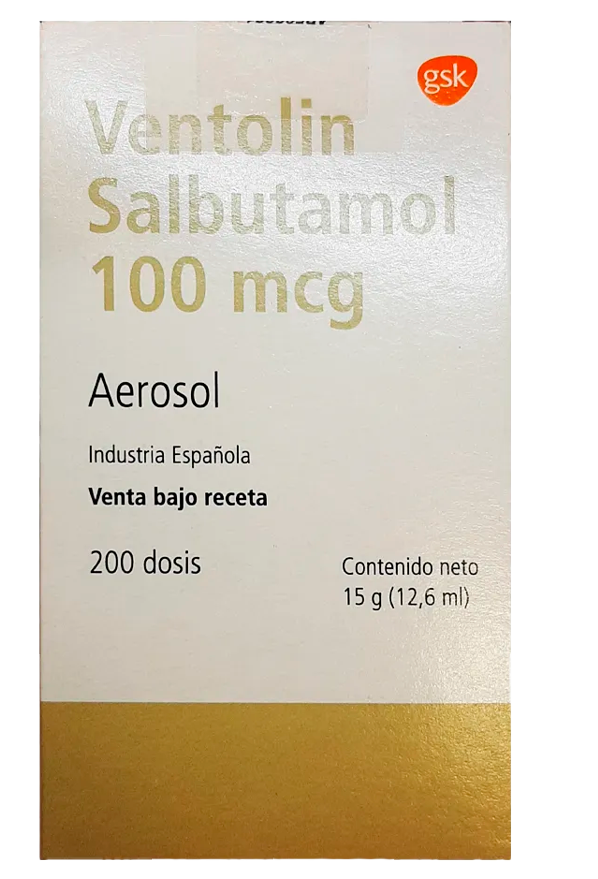 gsk
Ventolin
Salbutamol
100 mcg
Aerosol
Industria Española
Venta bajo receta
200 dosis
Contenido neto
15 g (12,6 ml)